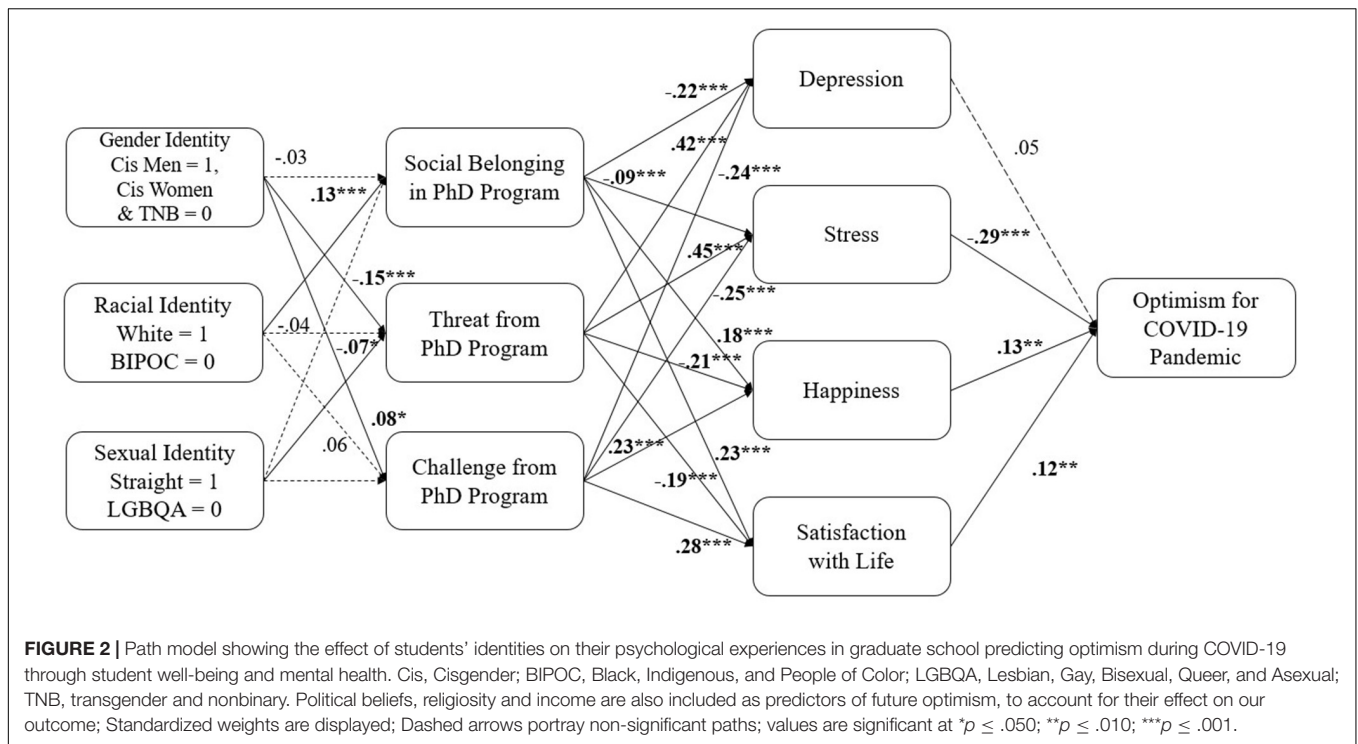 Gender Identity
Cis Men = 1,
Cis Women
& TNB = 0
Racial Identity
White = 1
BIPOC = 0
Sexual Identity
Straight = 1
LGBQA = 0
-.03
.13***
-.15***
-.04
-.07*
.08*
.06
Social Belonging
in PhD Program
Threat from
PhD Program
Challenge from
PhD Program
-.22***
.42***
-.09***
-.24***
.45***
-.25***
.18***
-.21***
.23***
.23***
-.19***
.28***
Depression
Stress
Happiness
Satisfaction
with Life
.05
-.29***
.13**
.12**
Optimism for
COVID-19
Pandemic
FIGURE 2 | Path model showing the effect of students’ identities on their psychological experiences in graduate school predicting optimism during COVID-19
through student well-being and mental health. Cis, Cisgender; BIPOC, Black, Indigenous, and People of Color; LGBQA, Lesbian, Gay, Bisexual, Queer, and Asexual;
TNB, transgender and nonbinary. Political beliefs, religiosity and income are also included as predictors of future optimism, to account for their effect on our
outcome; Standardized weights are displayed; Dashed arrows portray non-significant paths; values are significant at *p ≤ .050; **p ≤ .010; ***p ≤ .001.